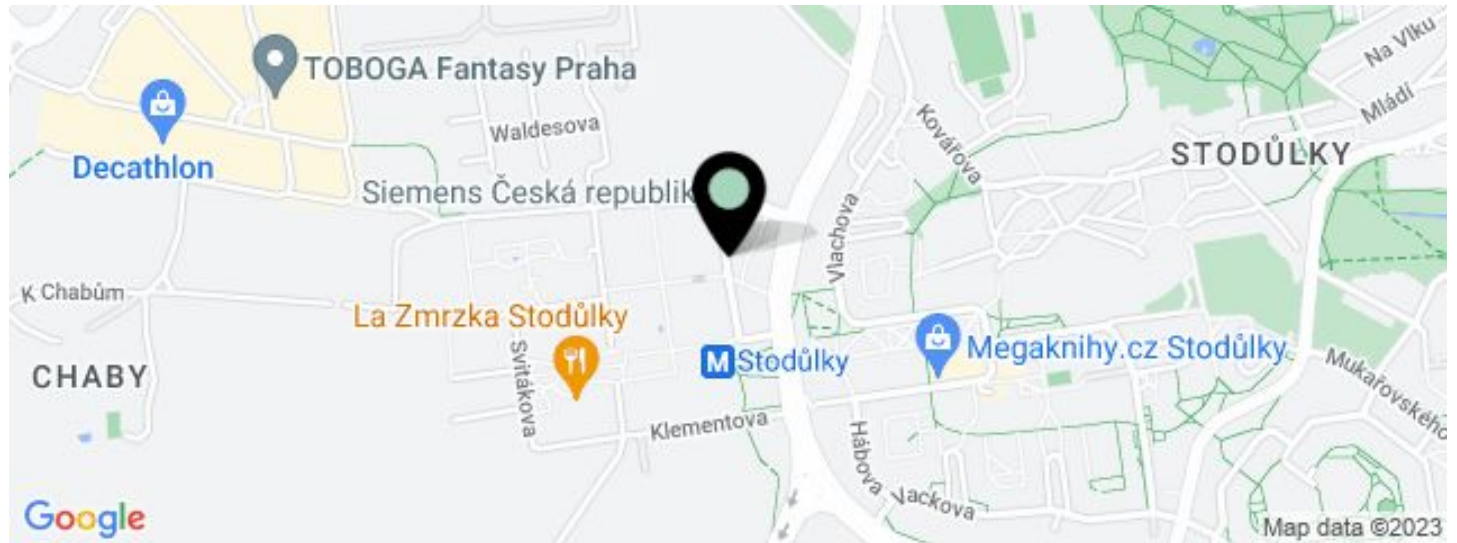 TOBOGA Fantasy Praha
Na Vlku
Mládí
Waldesova
Kovářova
STODŮLKY
Decathlon
Siemens Česká republik
Vlachova
K Chabům
La Zmrzka Stodůlky
Svitákova
M Stodůlky
Megaknihy.cz Stodůlky
CHABY
Mukařovského
Klementova
Hábova
Vackova
Google
Map data ©2023